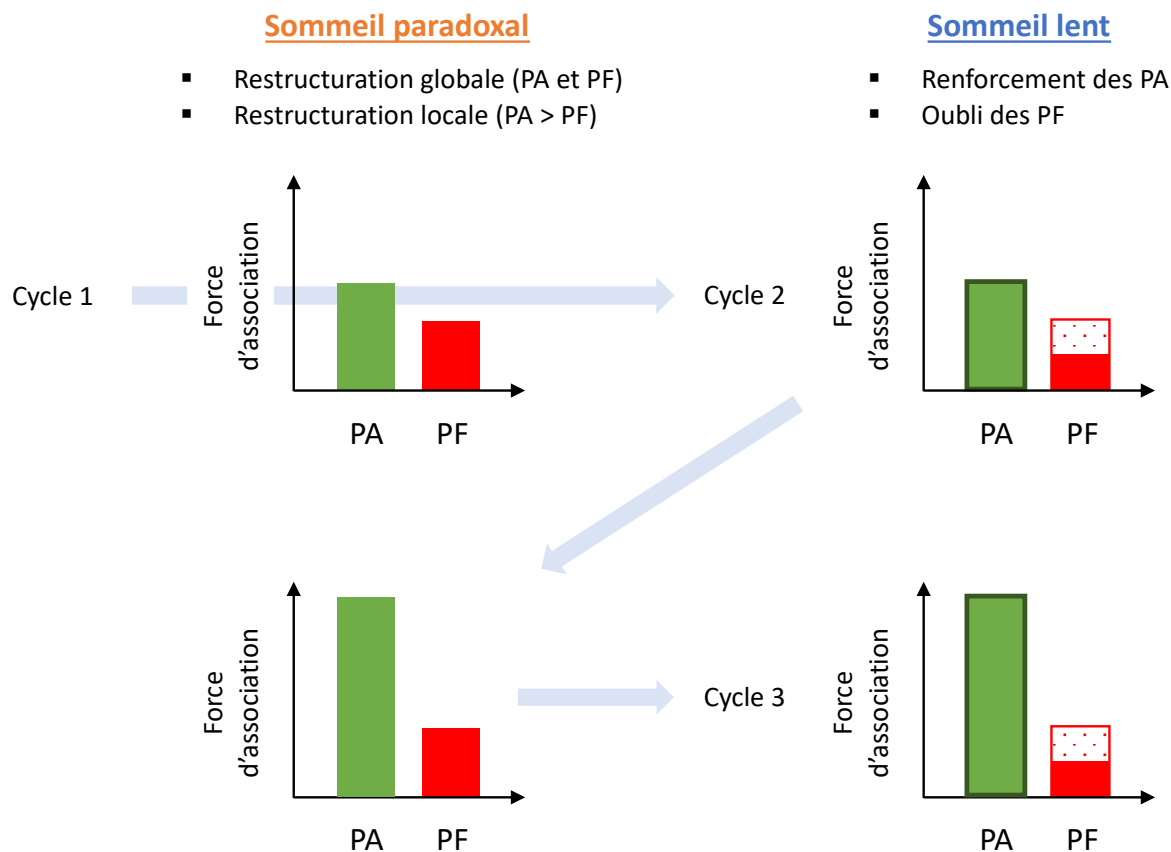 Sommeil paradoxal
▪ Restructuration globale (PA et PF)
▪ Restructuration locale (PA > PF)
Sommeil lent
▪ Renforcement des PA
▪ Oubli des PF
Cycle 1
Force
d’association
PA PF
Cycle 2
Force
d’association
PA PF
Force
d’association
PA PF
Cycle 3
Force
d’association
PA PF